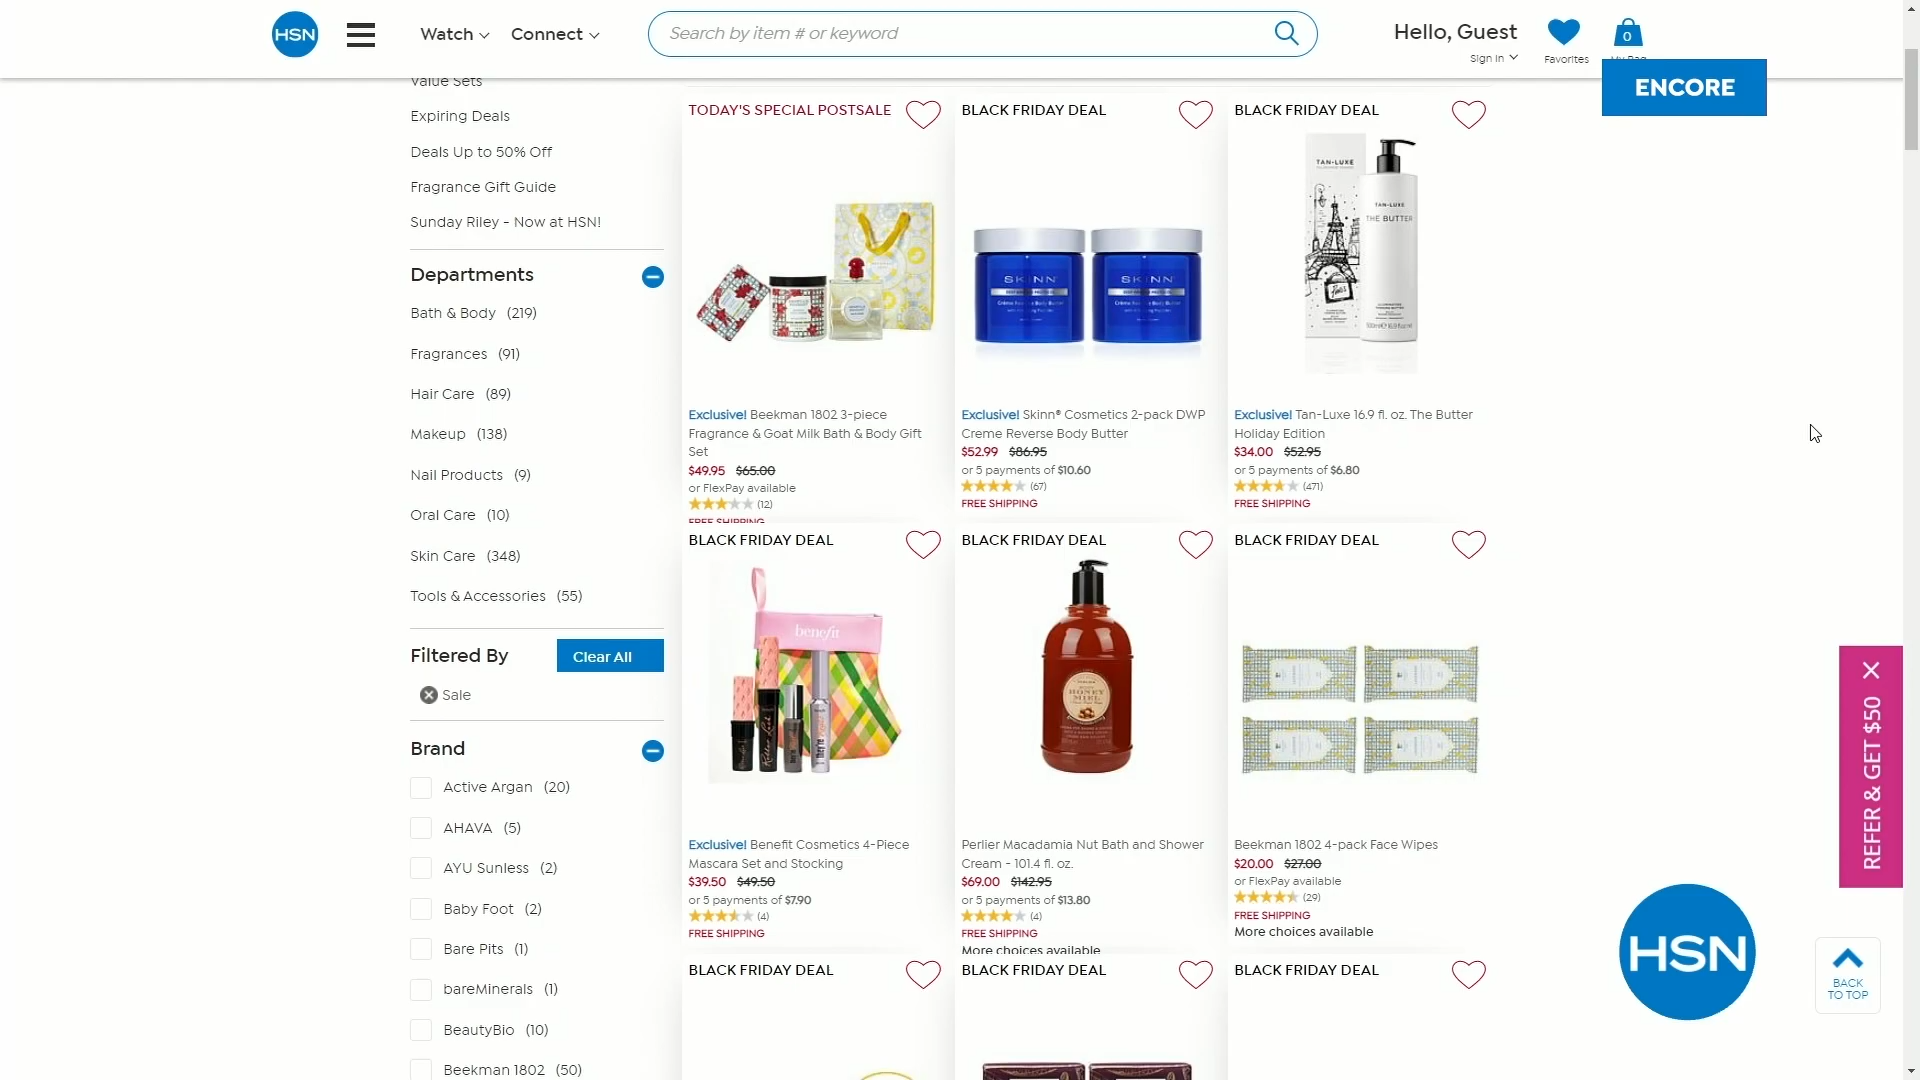 HSN
Watch
Connect
Search by item # or keyword
Hello, Guest
Sign In
Favorites
0
ENCORE
Value Sets
Expiring Deals
Deals Up to 50% Off
Fragrance Gift Guide
Sunday Riley - Now at HSN!
Departments
Bath & Body (219)
Fragrances (91)
Hair Care (89)
Makeup (138)
Nail Products (9)
Oral Care (10)
Skin Care (348)
Tools & Accessories (55)
Filtered By
Clear All
Sale
Brand
Active Argan (20)
AHAVA (5)
AYU Sunless (2)
Baby Foot (2)
Bare Pits (1)
bareMinerals (1)
BeautyBio (10)
Beekman 1802 (50)
TODAY'S SPECIAL POSTSALE
Exclusive! Beekman 1802 3-piece
Fragrance & Goat Milk Bath & Body Gift
Set
$49.95 $65.00
or FlexPay available
(12)
FREE SHIPPING
BLACK FRIDAY DEAL
SKINN
SKINN
Exclusive! Skinn® Cosmetics 2-pack DWP
Creme Reverse Body Butter
$52.99 $86.95
or 5 payments of $10.60
(67)
FREE SHIPPING
BLACK FRIDAY DEAL
TAN-LUXE
TAN-LUXE
THE BUTTER
Exclusive! Tan-Luxe 16.9 fl. oz. The Butter
Holiday Edition
$34.00 $52.95
or 5 payments of $6.80
(471)
FREE SHIPPING
BLACK FRIDAY DEAL
benefit
Exclusive! Benefit Cosmetics 4-Piece
Mascara Set and Stocking
$39.50 $49.50
or 5 payments of $7.90
(4)
FREE SHIPPING
BLACK FRIDAY DEAL
HONEY
MIEL
Perlier Macadamia Nut Bath and Shower
Cream - 101.4 fl. oz.
$69.00 $142.95
or 5 payments of $13.80
(4)
FREE SHIPPING
More choices available
BLACK FRIDAY DEAL
Beekman 1802 4-pack Face Wipes
$20.00 $27.00
or FlexPay available
(29)
FREE SHIPPING
More choices available
BLACK FRIDAY DEAL
BLACK FRIDAY DEAL
BLACK FRIDAY DEAL
REFER & GET $50
HSN
BACK
TO TOP